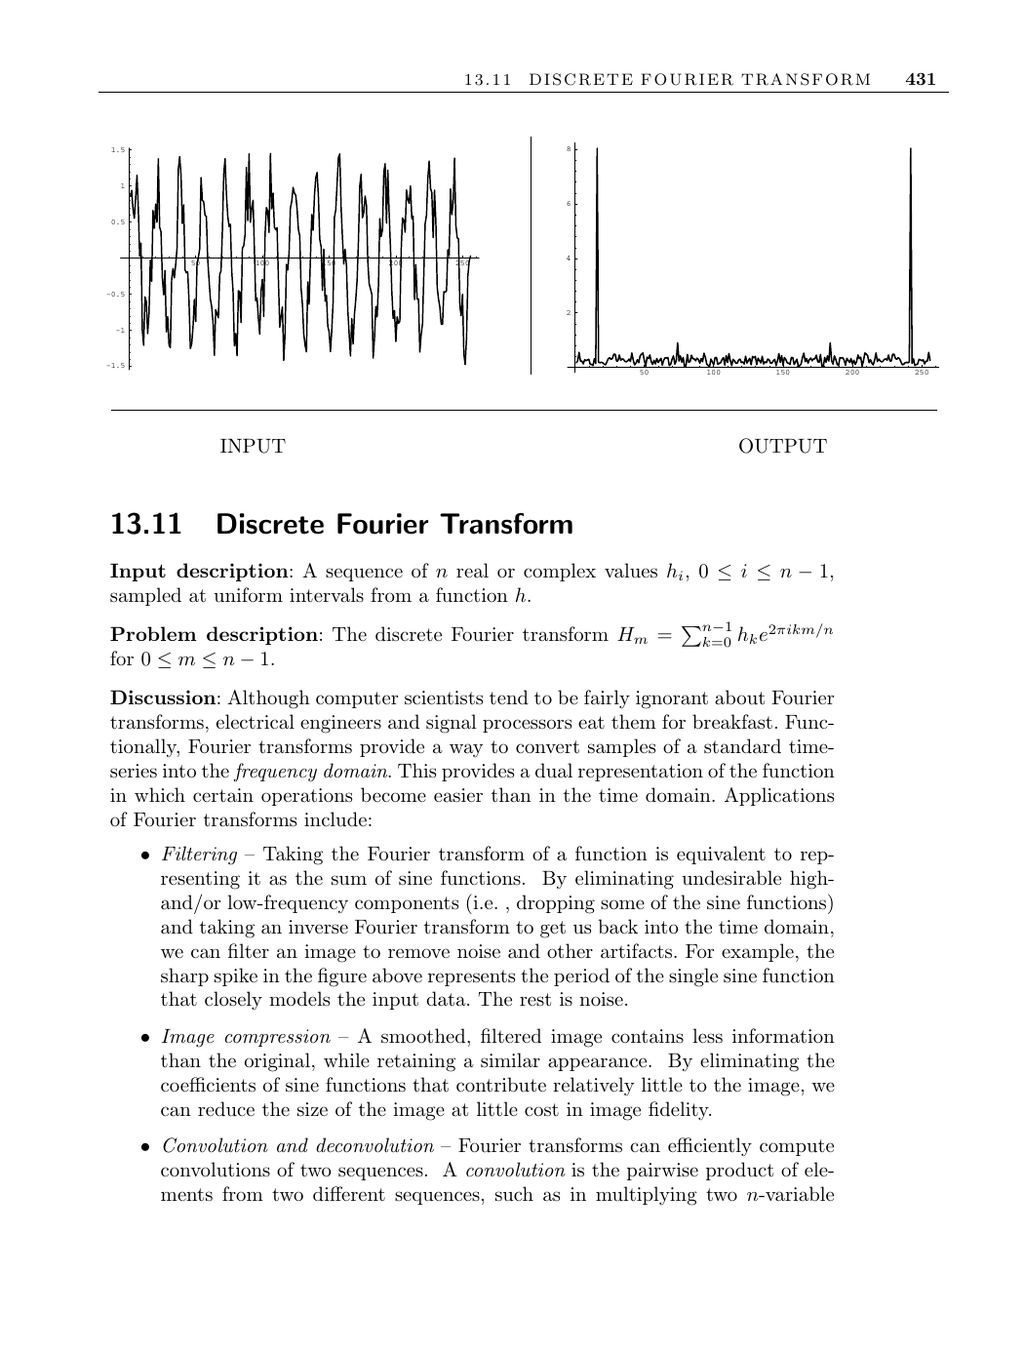 13.11 DISCRETE FOURIER TRANSFORM 431
1.5
1
0.5
-0.5
-1
-1.5
50 100 150 200 250
8
6
4
2
50 100 150 200 250
INPUT OUTPUT
13.11 Discrete Fourier Transform
Input description: A sequence of n real or complex values h_i, 0 ≤ i ≤ n − 1,
sampled at uniform intervals from a function h.
Problem description: The discrete Fourier transform H_m = ∑_{k=0}^{n−1} h_k e^{2πikm/n}
for 0 ≤ m ≤ n − 1.
Discussion: Although computer scientists tend to be fairly ignorant about Fourier
transforms, electrical engineers and signal processors eat them for breakfast. Func-
tionally, Fourier transforms provide a way to convert samples of a standard time-
series into the frequency domain. This provides a dual representation of the function
in which certain operations become easier than in the time domain. Applications
of Fourier transforms include:
• Filtering – Taking the Fourier transform of a function is equivalent to rep-
resenting it as the sum of sine functions. By eliminating undesirable high-
and/or low-frequency components (i.e. , dropping some of the sine functions)
and taking an inverse Fourier transform to get us back into the time domain,
we can filter an image to remove noise and other artifacts. For example, the
sharp spike in the figure above represents the period of the single sine function
that closely models the input data. The rest is noise.
• Image compression – A smoothed, filtered image contains less information
than the original, while retaining a similar appearance. By eliminating the
coefficients of sine functions that contribute relatively little to the image, we
can reduce the size of the image at little cost in image fidelity.
• Convolution and deconvolution – Fourier transforms can efficiently compute
convolutions of two sequences. A convolution is the pairwise product of ele-
ments from two different sequences, such as in multiplying two n-variable